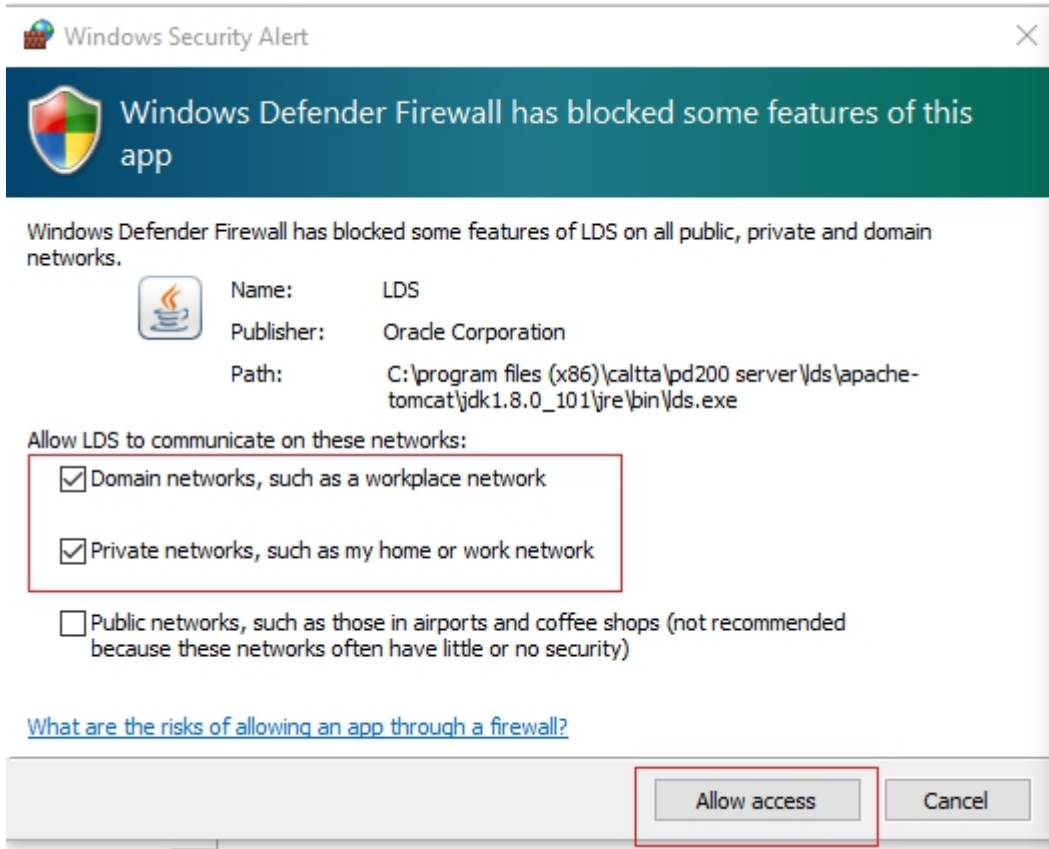 Windows Security Alert
Windows Defender Firewall has blocked some features of this
app
Windows Defender Firewall has blocked some features of LDS on all public, private and domain
networks.
Name: LDS
Publisher: Oracle Corporation
Path: C:\program files (x86)\caltta\pd200 server\lds\apache-
tomcat\jdk1.8.0_101\jre\bin\lds.exe
Allow LDS to communicate on these networks:
Domain networks, such as a workplace network
Private networks, such as my home or work network
Public networks, such as those in airports and coffee shops (not recommended
because these networks often have little or no security)
What are the risks of allowing an app through a firewall?
Allow access Cancel